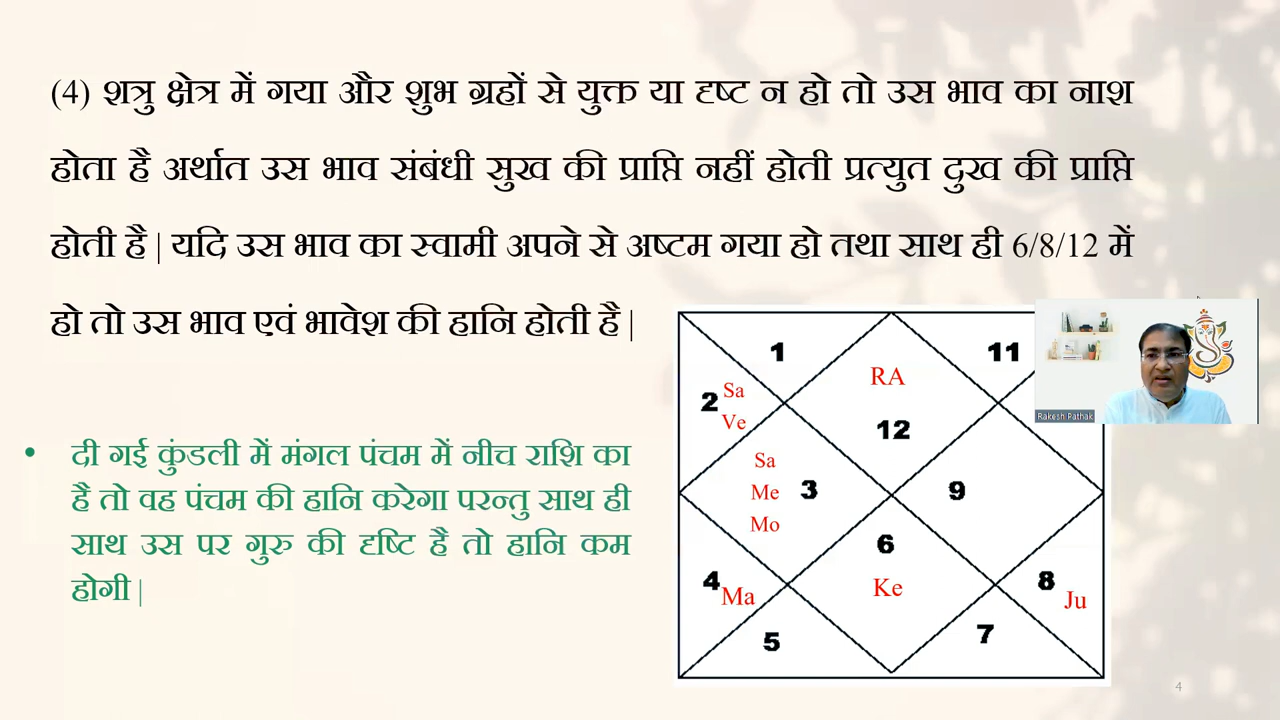 (4) शत्रु क्षेत्र में गया और शुभ ग्रहों से युक्त या दृष्ट न हो तो उस भाव का नाश
होता है अर्थात उस भाव संबंधी सुख की प्राप्ति नहीं होती प्रत्युत दुख की प्राप्ति
होती है| यदि उस भाव का स्वामी अपने से अष्टम गया हो तथा साथ ही 6/8/12 में
हो तो उस भाव एवं भावेश की हानि होती है|
• दी गई कुंडली में मंगल पंचम में नीच राशि का
है तो वह पंचम की हानि करेगा परन्तु साथ ही
साथ उस पर गुरु की दृष्टि है तो हानि कम
होगी|
1
11
RA
2 Sa
Ve
12
Sa
Me 3
Mo
9
6
4 Ma
Ke
8 Ju
5
7
Rakesh Pathak
4